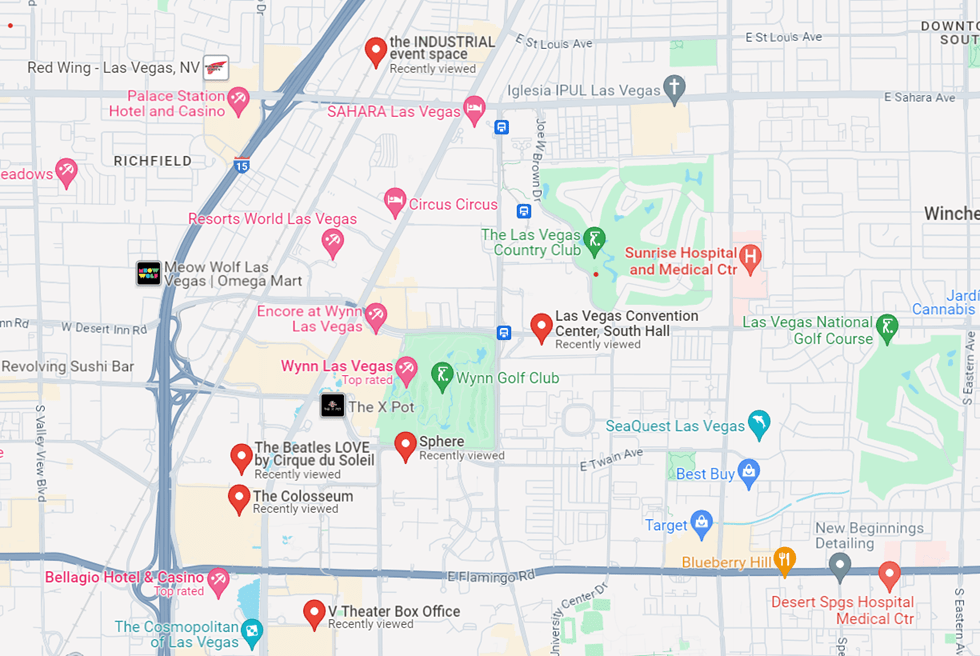 DOWNTO
SOUT
E St Louis Ave
E St Louis Ave
the INDUSTRIAL
event space
Recently viewed
Red Wing - Las Vegas, NV
Palace Station
Hotel and Casino
SAHARA Las Vegas
Iglesia IPUL Las Vegas
E Sahara Ave
Joe W Brown Dr
RICHFIELD
15
eadows
Circus Circus
Resorts World Las Vegas
Winche
The Las Vegas
Country Club
Sunrise Hospital
and Medical Ctr
H
MEOW
WOLF
Meow Wolf Las
Vegas | Omega Mart
Jardi
Cannabis
Encore at Wynn
Las Vegas
Las Vegas Convention
Center, South Hall
Recently viewed
nn Rd
W Desert Inn Rd
Las Vegas National
Golf Course
Revolving Sushi Bar
Wynn Las Vegas
Top rated
Wynn Golf Club
S Eastern Ave
The X Pot
S Valley View Blvd
SeaQuest Las Vegas
Sphere
Recently viewed
The Beatles LOVE
by Cirque du Soleil
Recently viewed
E Twain Ave
Best Buy
The Colosseum
Recently viewed
Target
New Beginnings
Detailing
Blueberry Hill
Bellagio Hotel & Casino
Top rated
E Flamingo Rd
Desert Spgs Hospital
Medical Ctr
V Theater Box Office
Recently viewed
University Center Dr
The Cosmopolitan
of Las Vegas
Spe
S Eastern A